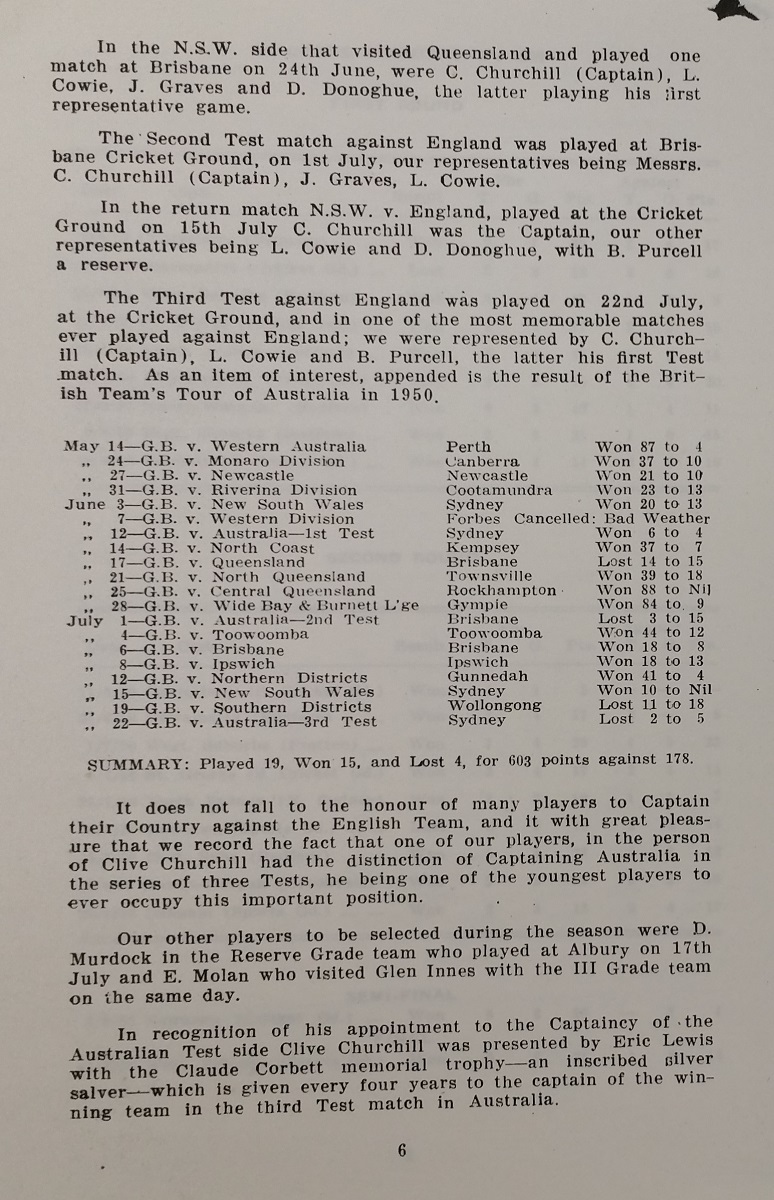 In the N.S.W. side that visited Queensland and played one
match at Brisbane on 24th June, were C. Churchill (Captain), L.
Cowie, J. Graves and D. Donoghue, the latter playing his first
representative game.
The Second Test match against England was played at Bris-
bane Cricket Ground, on 1st July, our representatives being Messrs.
C. Churchill (Captain), J. Graves, L. Cowie.
In the return match N.S.W. v. England, played at the Cricket
Ground on 15th July C. Churchill was the Captain, our other
representatives being L. Cowie and D. Donoghue, with B. Purcell
a reserve.
The Third Test against England was played on 22nd July,
at the Cricket Ground, and in one of the most memorable matches
ever played against England; we were represented by C. Church-
ill (Captain), L. Cowie and B. Purcell, the latter his first Test
match. As an item of interest, appended is the result of the Brit-
ish Team's Tour of Australia in 1950.
May 14—G.B. v. Western Australia Perth Won 87 to 4
„ 24—G.B. v. Monaro Division Canberra Won 37 to 10
„ 27—G.B. v. Newcastle Newcastle Won 21 to 10
„ 31—G.B. v. Riverina Division Cootamundra Won 23 to 13
June 3—G.B. v. New South Wales Sydney Won 20 to 13
„ 7—G.B. v. Western Division Forbes Cancelled: Bad Weather
„ 12—G.B. v. Australia—1st Test Sydney Won 6 to 4
„ 14—G.B. v. North Coast Kempsey Won 37 to 7
„ 17—G.B. v. Queensland Brisbane Lost 14 to 15
„ 21—G.B. v. North Queensland Townsville Won 39 to 18
„ 25—G.B. v. Central Queensland Rockhampton Won 88 to Nil
„ 28—G.B. v. Wide Bay & Burnett L'ge Gympie Won 84 to 9
July 1—G.B. v. Australia—2nd Test Brisbane Lost 3 to 15
„ 4—G.B. v. Toowoomba Toowoomba Won 44 to 12
„ 6—G.B. v. Brisbane Brisbane Won 18 to 8
„ 8—G.B. v. Ipswich Ipswich Won 18 to 13
„ 12—G.B. v. Northern Districts Gunnedah Won 41 to 4
„ 15—G.B. v. New South Wales Sydney Won 10 to Nil
„ 19—G.B. v. Southern Districts Wollongong Lost 11 to 18
„ 22—G.B. v. Australia—3rd Test Sydney Lost 2 to 5
SUMMARY: Played 19, Won 15, and Lost 4, for 603 points against 178.
It does not fall to the honour of many players to Captain
their Country against the English Team, and it with great pleas-
ure that we record the fact that one of our players, in the person
of Clive Churchill had the distinction of Captaining Australia in
the series of three Tests, he being one of the youngest players to
ever occupy this important position.
Our other players to be selected during the season were D.
Murdock in the Reserve Grade team who played at Albury on 17th
July and E. Molan who visited Glen Innes with the III Grade team
on the same day.
In recognition of his appointment to the Captaincy of the
Australian Test side Clive Churchill was presented by Eric Lewis
with the Claude Corbett memorial trophy—an inscribed silver
salver—which is given every four years to the captain of the win-
ning team in the third Test match in Australia.
6